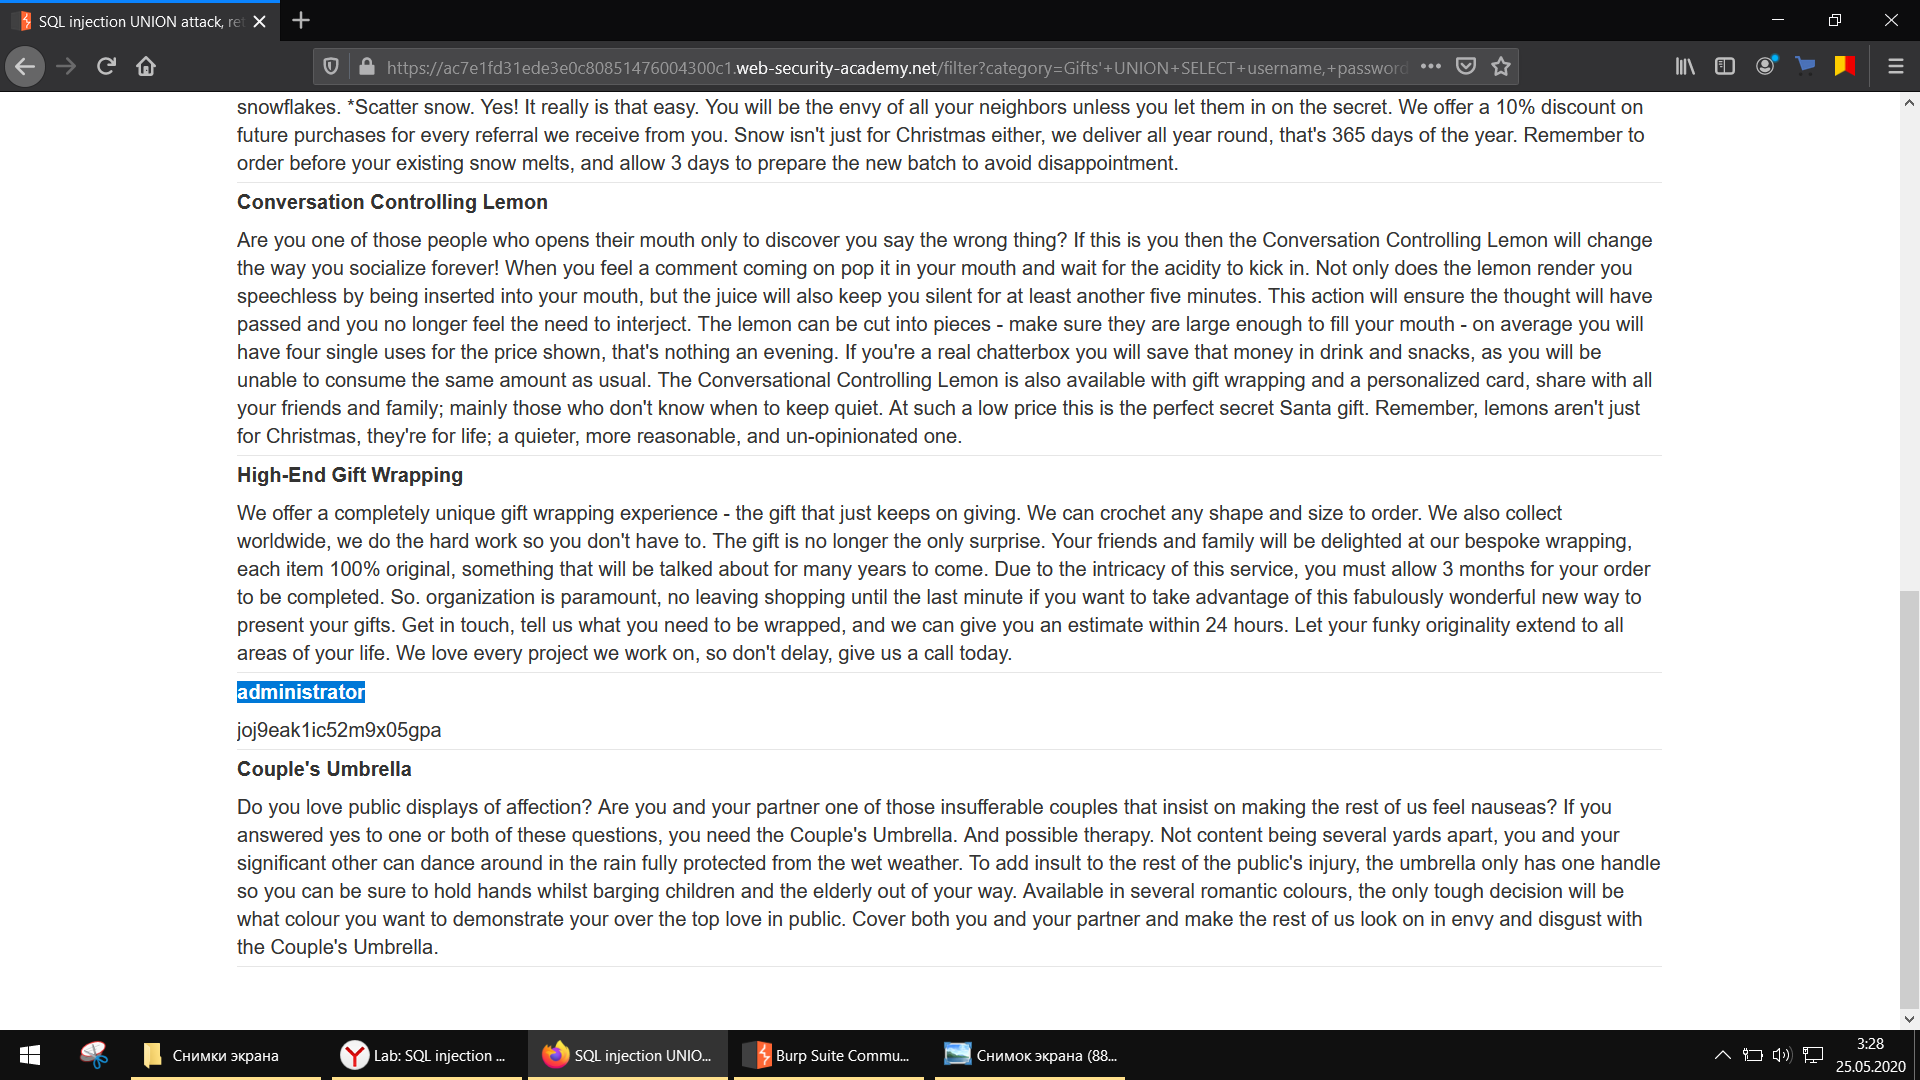 SQL injection UNION attack, ret
https://ac7e1fd31ede3e0c80851476004300c1.web-security-academy.net/filter?category=Gifts'+UNION+SELECT+username,+password
snowflakes. *Scatter snow. Yes! It really is that easy. You will be the envy of all your neighbors unless you let them in on the secret. We offer a 10% discount on
future purchases for every referral we receive from you. Snow isn't just for Christmas either, we deliver all year round, that's 365 days of the year. Remember to
order before your existing snow melts, and allow 3 days to prepare the new batch to avoid disappointment.
Conversation Controlling Lemon
Are you one of those people who opens their mouth only to discover you say the wrong thing? If this is you then the Conversation Controlling Lemon will change
the way you socialize forever! When you feel a comment coming on pop it in your mouth and wait for the acidity to kick in. Not only does the lemon render you
speechless by being inserted into your mouth, but the juice will also keep you silent for at least another five minutes. This action will ensure the thought will have
passed and you no longer feel the need to interject. The lemon can be cut into pieces - make sure they are large enough to fill your mouth - on average you will
have four single uses for the price shown, that's nothing an evening. If you're a real chatterbox you will save that money in drink and snacks, as you will be
unable to consume the same amount as usual. The Conversational Controlling Lemon is also available with gift wrapping and a personalized card, share with all
your friends and family; mainly those who don't know when to keep quiet. At such a low price this is the perfect secret Santa gift. Remember, lemons aren't just
for Christmas, they're for life; a quieter, more reasonable, and un-opinionated one.
High-End Gift Wrapping
We offer a completely unique gift wrapping experience - the gift that just keeps on giving. We can crochet any shape and size to order. We also collect
worldwide, we do the hard work so you don't have to. The gift is no longer the only surprise. Your friends and family will be delighted at our bespoke wrapping,
each item 100% original, something that will be talked about for many years to come. Due to the intricacy of this service, you must allow 3 months for your order
to be completed. So. organization is paramount, no leaving shopping until the last minute if you want to take advantage of this fabulously wonderful new way to
present your gifts. Get in touch, tell us what you need to be wrapped, and we can give you an estimate within 24 hours. Let your funky originality extend to all
areas of your life. We love every project we work on, so don't delay, give us a call today.
administrator
joj9eak1ic52m9x05gpa
Couple's Umbrella
Do you love public displays of affection? Are you and your partner one of those insufferable couples that insist on making the rest of us feel nauseas? If you
answered yes to one or both of these questions, you need the Couple's Umbrella. And possible therapy. Not content being several yards apart, you and your
significant other can dance around in the rain fully protected from the wet weather. To add insult to the rest of the public's injury, the umbrella only has one handle
so you can be sure to hold hands whilst barging children and the elderly out of your way. Available in several romantic colours, the only tough decision will be
what colour you want to demonstrate your over the top love in public. Cover both you and your partner and make the rest of us look on in envy and disgust with
the Couple's Umbrella.
Снимки экрана
Lab: SQL injection ...
SQL injection UNIO...
Burp Suite Commu...
Снимок экрана (88...
3:28
25.05.2020